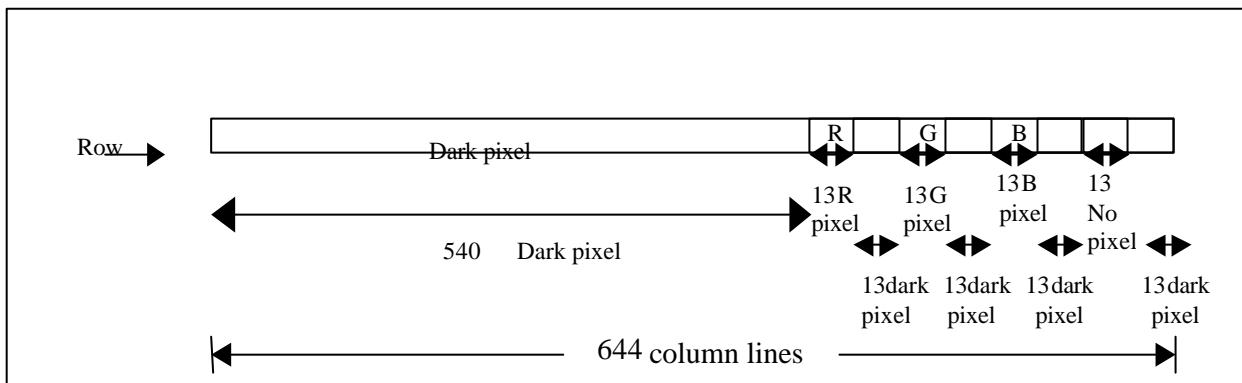 R G B
Row
Dark pixel
13R
pixel
13G
pixel
13B
pixel
13
No
pixel
540 Dark pixel
13dark
pixel
13dark
pixel
13dark
pixel
13dark
pixel
644 column lines